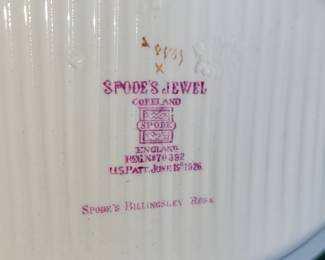 SPODE'S JEWEL
COPELAND
SPODE
ENGLAND
U.S. PATT. JUNE 15TH 1926.
SPODE'S BILLINGSLEY ROSE